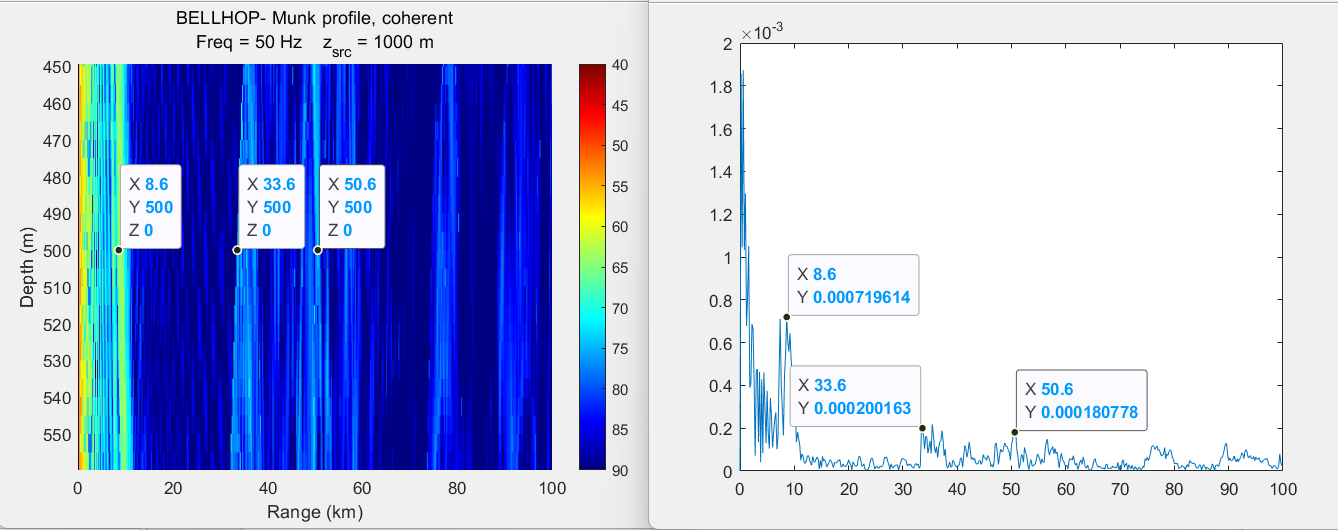 BELLHOP- Munk profile, coherent
Freq = 50 Hz    z_src = 1000 m
450
460
470
480
490
500
510
520
530
540
550
Depth (m)
0
20
40
60
80
100
Range (km)
X 8.6
Y 500
Z 0
X 33.6
Y 500
Z 0
X 50.6
Y 500
Z 0
40
45
50
55
60
65
70
75
80
85
90
×10^-3
2
1.8
1.6
1.4
1.2
1
0.8
0.6
0.4
0.2
0
X 8.6
Y 0.000719614
X 33.6
Y 0.000200163
X 50.6
Y 0.000180778
0
10
20
30
40
50
60
70
80
90
100